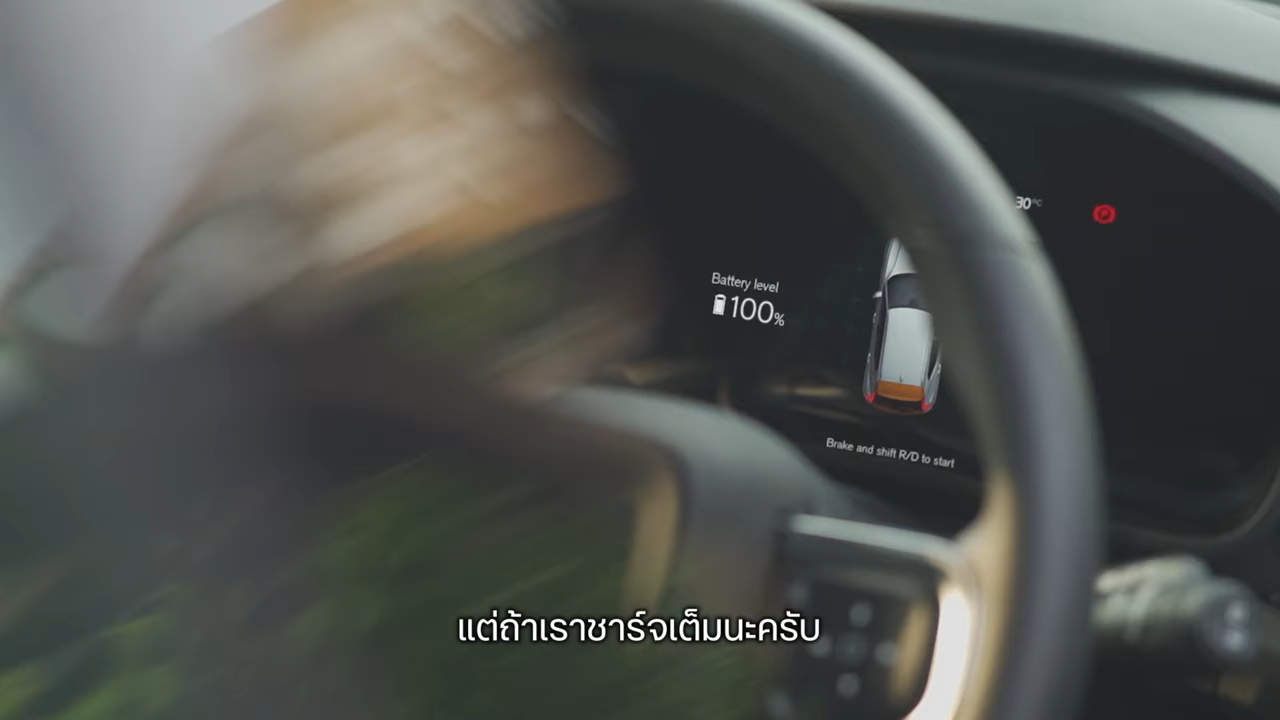 30°C
Battery level
100%
Brake and shift R/D to start
แต่ถ้าเราชาร์จเต็มนะครับ